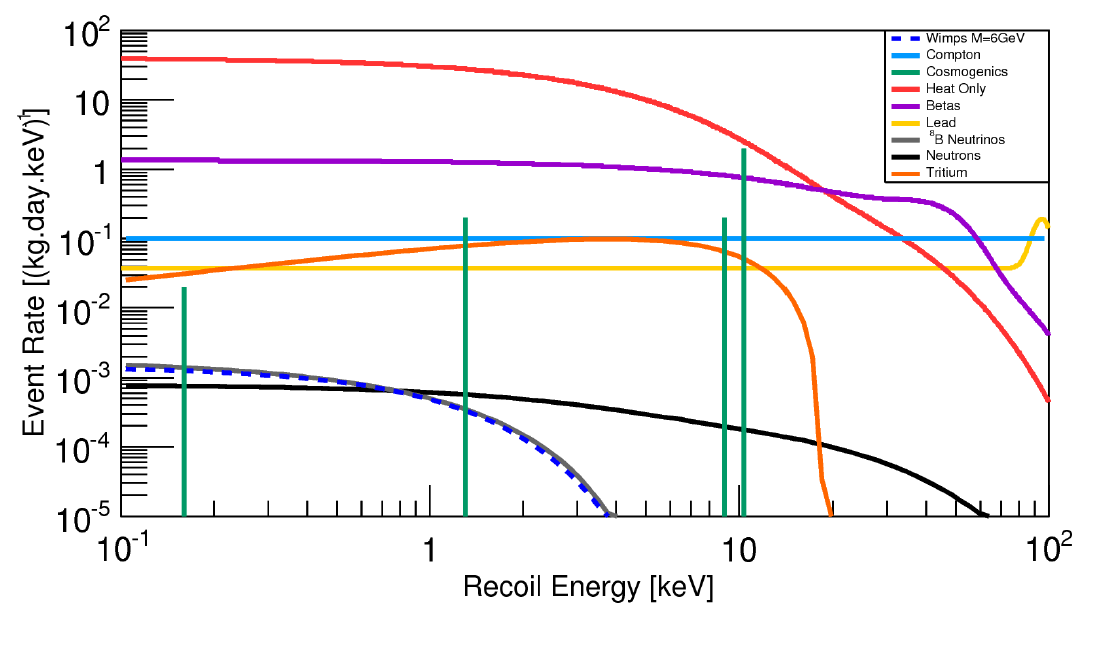 Event Rate [(kg.day.keV)⁻¹]
10²
10
1
10⁻¹
10⁻²
10⁻³
10⁻⁴
10⁻⁵
Wimps M=6GeV
Compton
Cosmogenics
Heat Only
Betas
Lead
⁸B Neutrinos
Neutrons
Tritium
10⁻¹ 1 10 10²
Recoil Energy [keV]